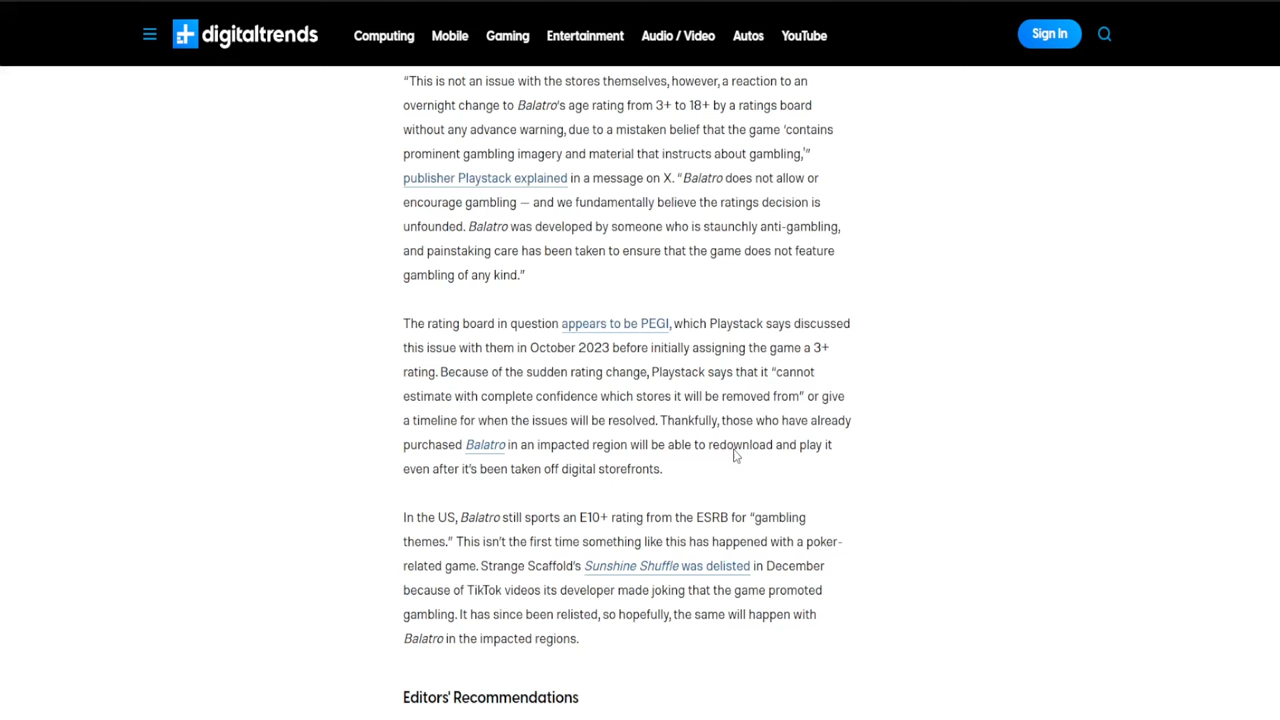 digitaltrends Computing Mobile Gaming Entertainment Audio / Video Autos YouTube Sign In
“This is not an issue with the stores themselves, however, a reaction to an
overnight change to Balatro‘s age rating from 3+ to 18+ by a ratings board
without any advance warning, due to a mistaken belief that the game ‘contains
prominent gambling imagery and material that instructs about gambling,’”
publisher Playstack explained in a message on X. “Balatro does not allow or
encourage gambling — and we fundamentally believe the ratings decision is
unfounded. Balatro was developed by someone who is staunchly anti-gambling,
and painstaking care has been taken to ensure that the game does not feature
gambling of any kind.”
The rating board in question appears to be PEGI, which Playstack says discussed
this issue with them in October 2023 before initially assigning the game a 3+
rating. Because of the sudden rating change, Playstack says that it “cannot
estimate with complete confidence which stores it will be removed from” or give
a timeline for when the issues will be resolved. Thankfully, those who have already
purchased Balatro in an impacted region will be able to redownload and play it
even after it’s been taken off digital storefronts.
In the US, Balatro still sports an E10+ rating from the ESRB for “gambling
themes.” This isn’t the first time something like this has happened with a poker-
related game. Strange Scaffold’s Sunshine Shuffle was delisted in December
because of TikTok videos its developer made joking that the game promoted
gambling. It has since been relisted, so hopefully, the same will happen with
Balatro in the impacted regions.
Editors' Recommendations